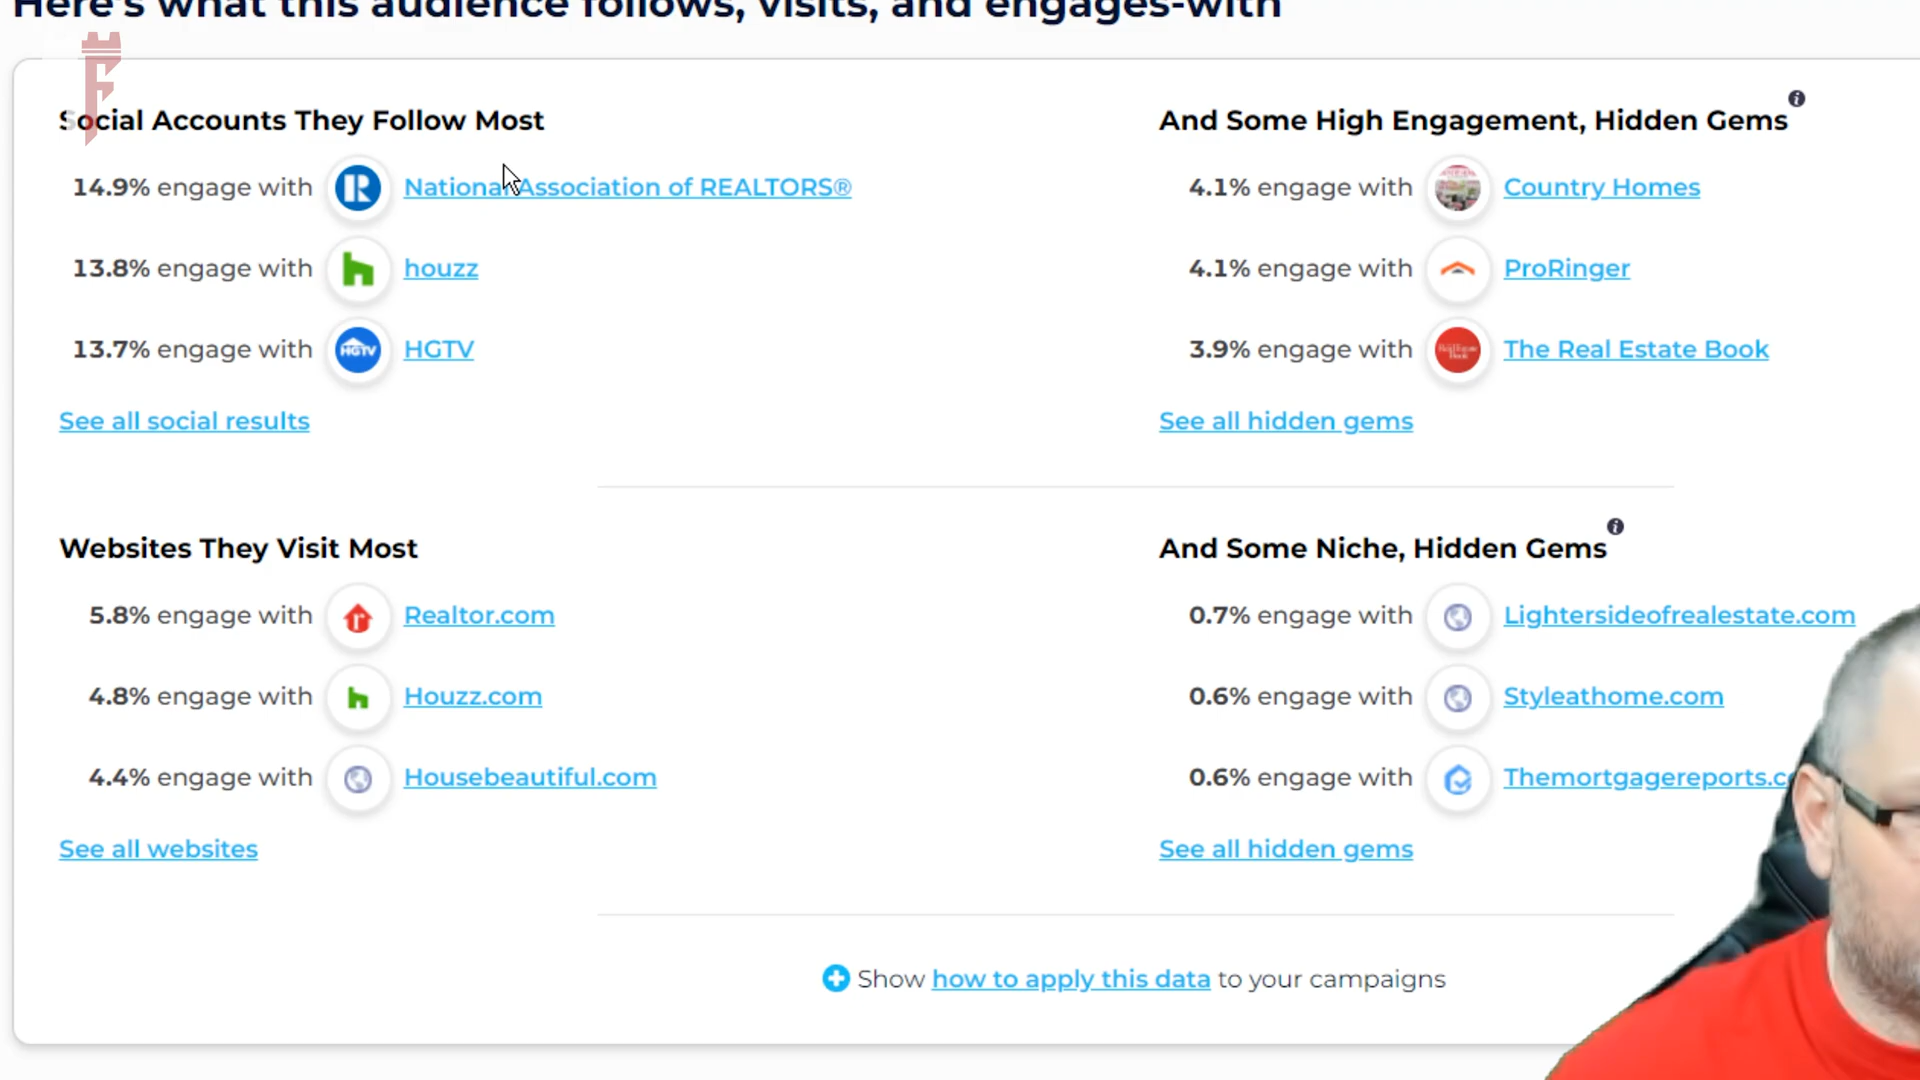 Here's what this audience follows, visits, and engages-with
Social Accounts They Follow Most
14.9% engage with National Association of REALTORS®
13.8% engage with houzz
13.7% engage with HGTV HGTV
See all social results
And Some High Engagement, Hidden Gems
4.1% engage with Country Homes
4.1% engage with ProRinger
3.9% engage with The Real Estate Book
See all hidden gems
Websites They Visit Most
5.8% engage with Realtor.com
4.8% engage with Houzz.com
4.4% engage with Housebeautiful.com
See all websites
And Some Niche, Hidden Gems
0.7% engage with Lightersideofrealestate.com
0.6% engage with Styleathome.com
0.6% engage with Themortgagereports.c
See all hidden gems
Show how to apply this data to your campaigns